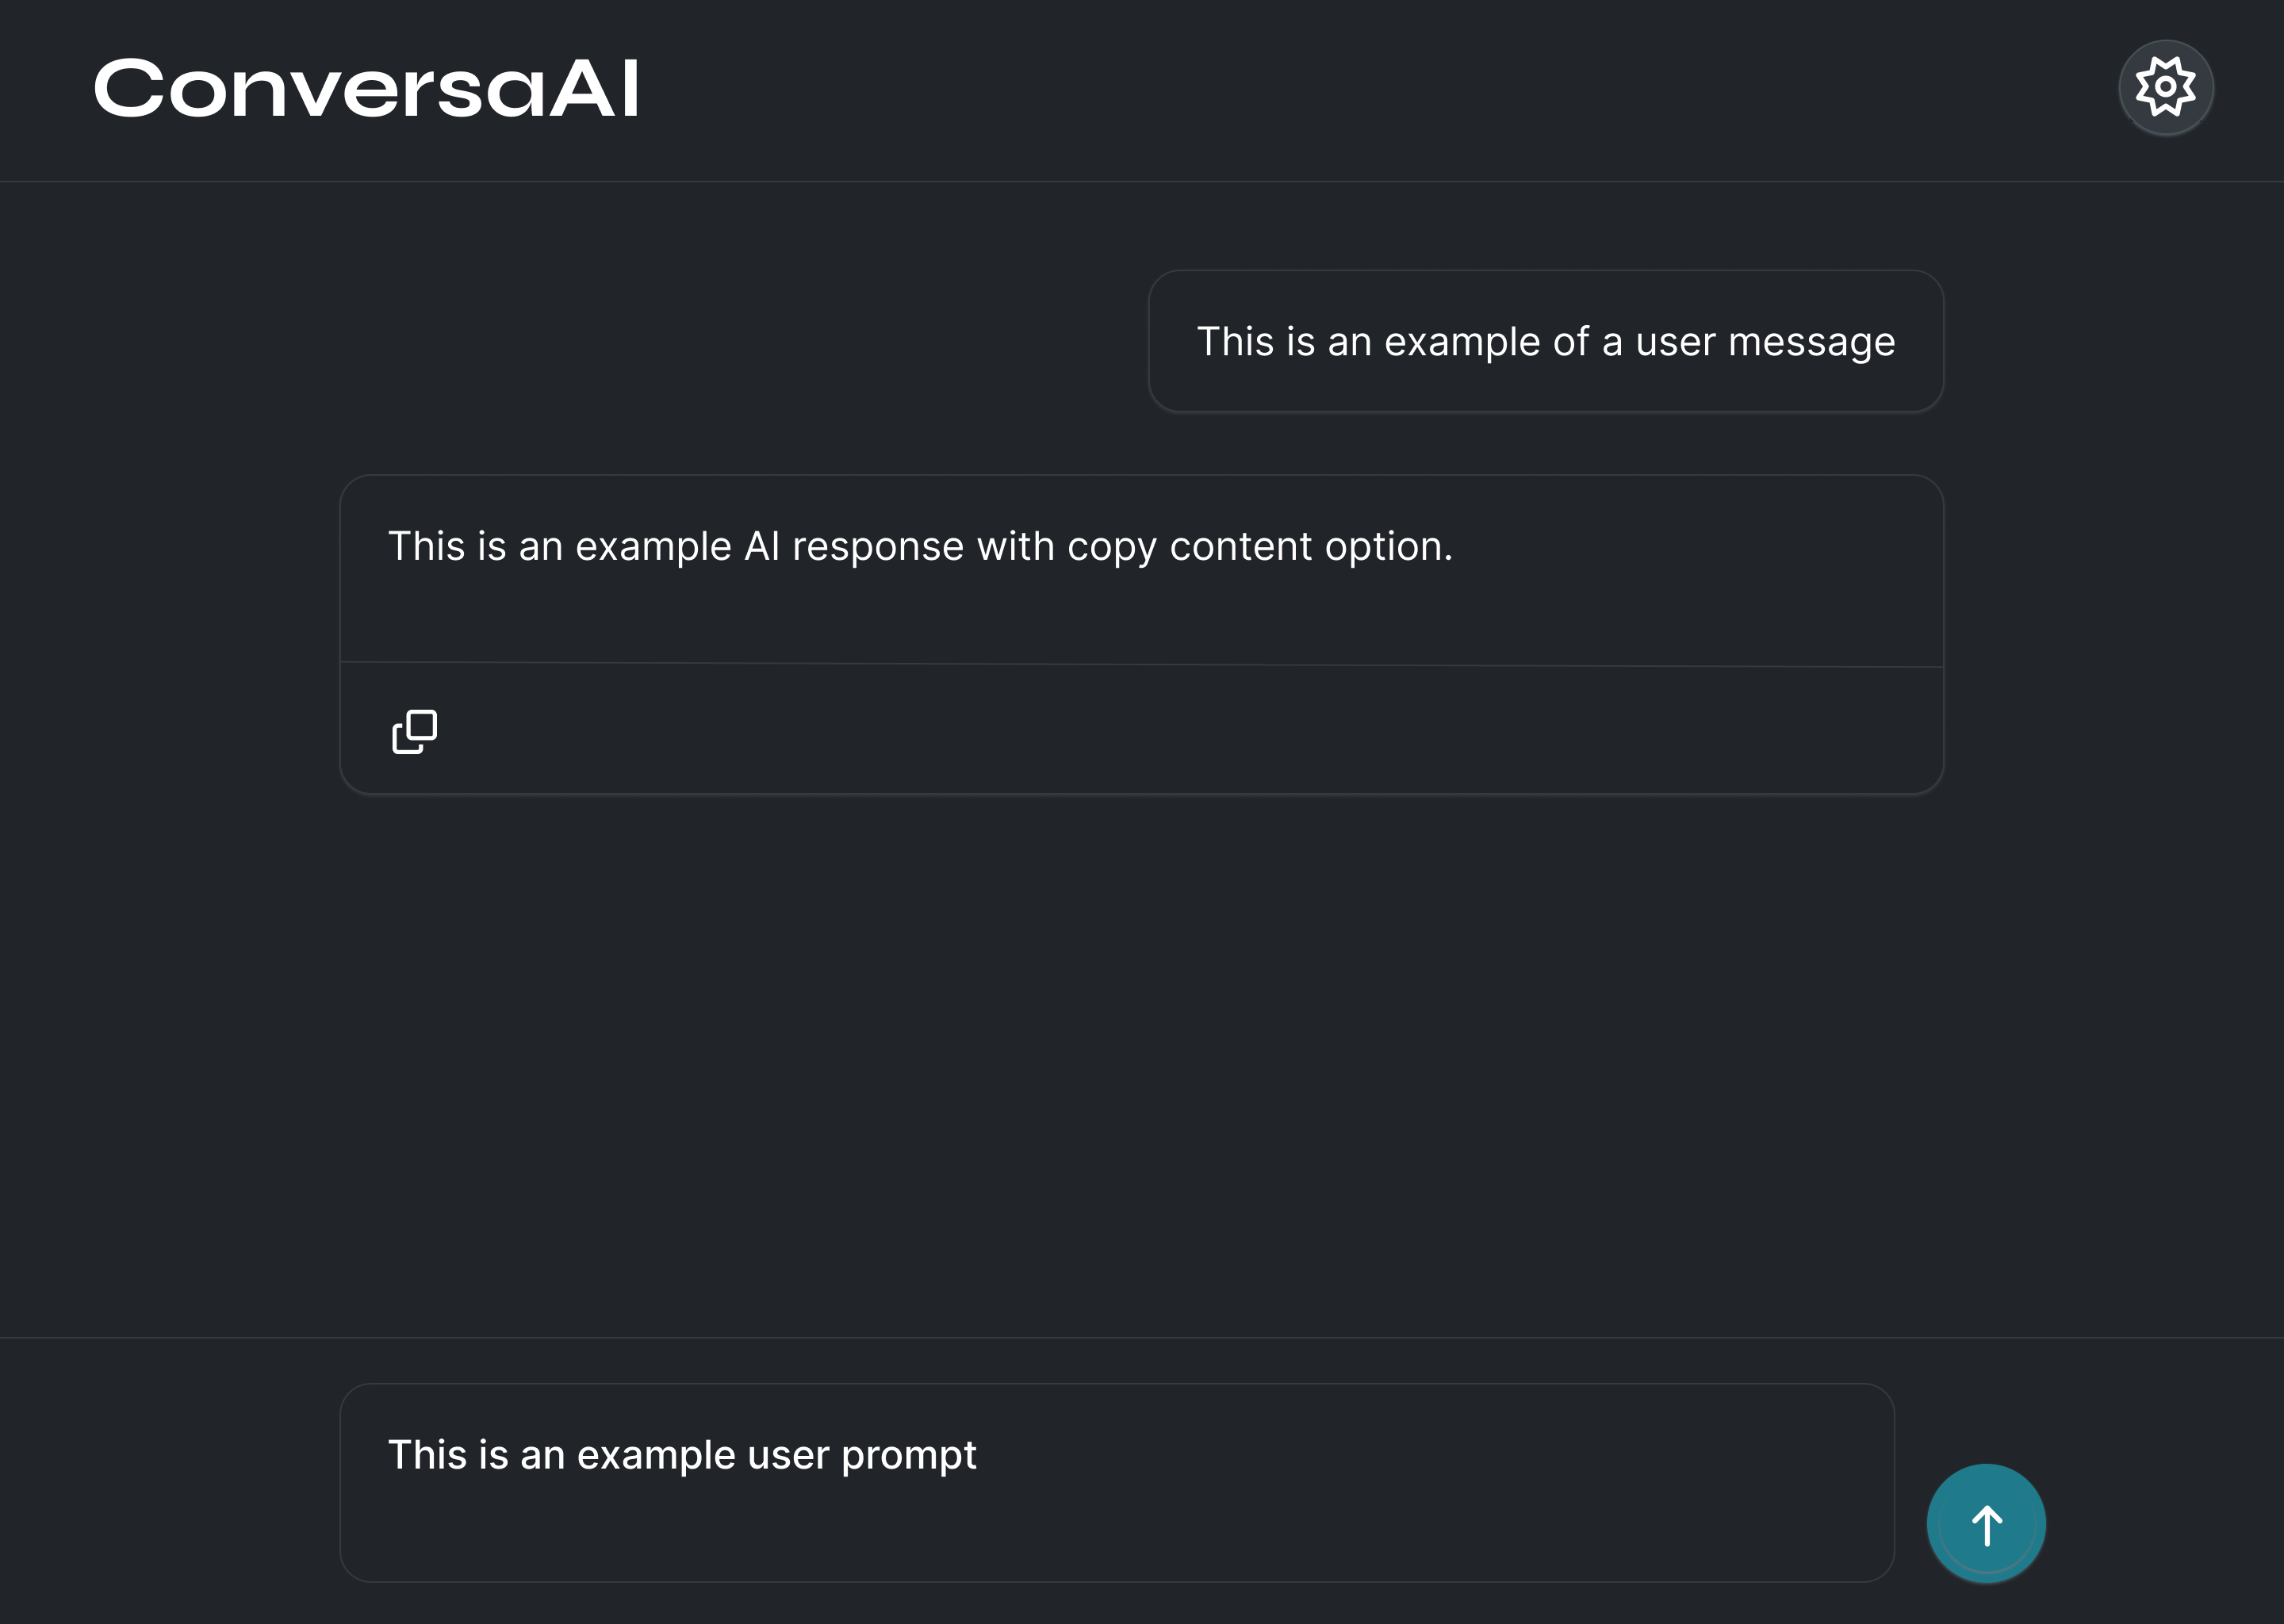 ConversaAI
This is an example of a user message
This is an example AI response with copy content option.
This is an example user prompt